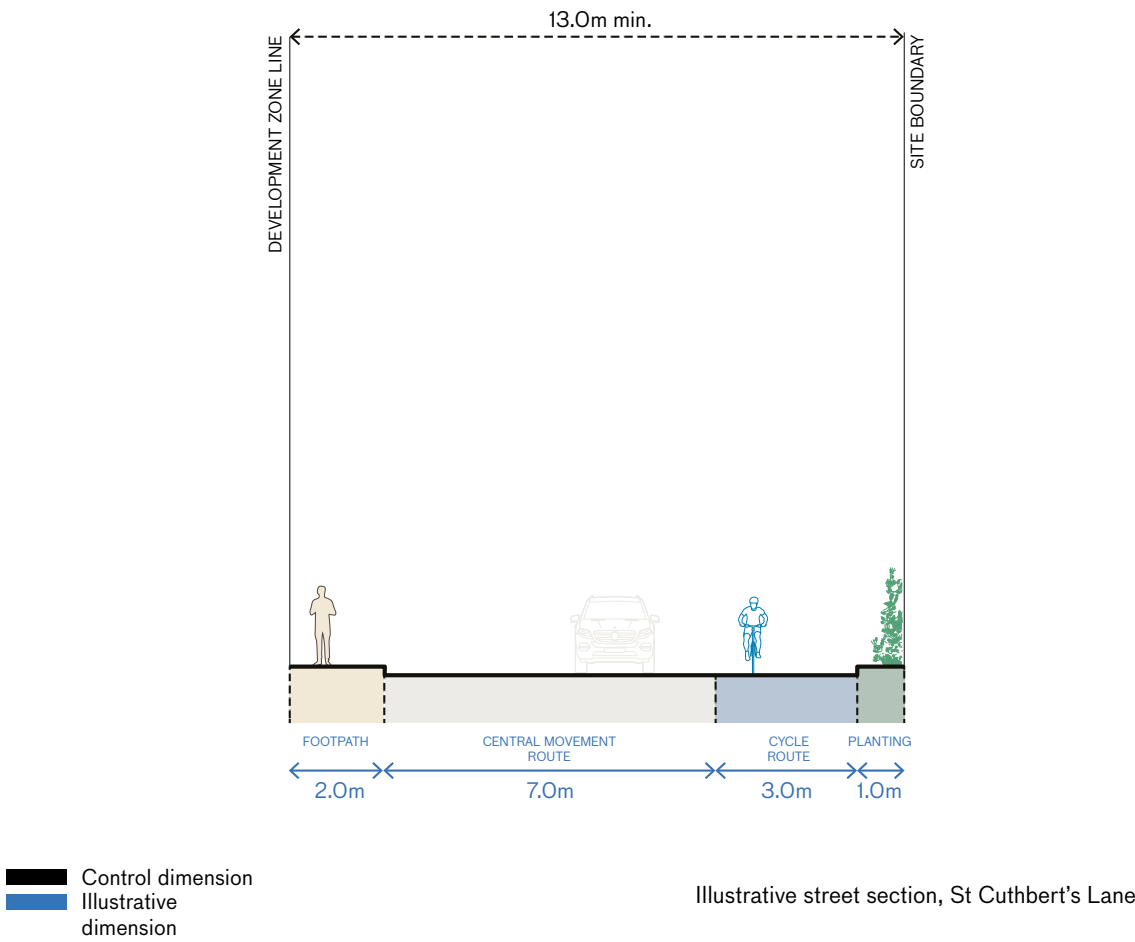 13.0m min.
DEVELOPMENT ZONE LINE
SITE BOUNDARY
FOOTPATH
CENTRAL MOVEMENT
ROUTE
CYCLE
ROUTE
PLANTING
2.0m
7.0m
3.0m
1.0m
Control dimension
Illustrative
dimension
Illustrative street section, St Cuthbert's Lane